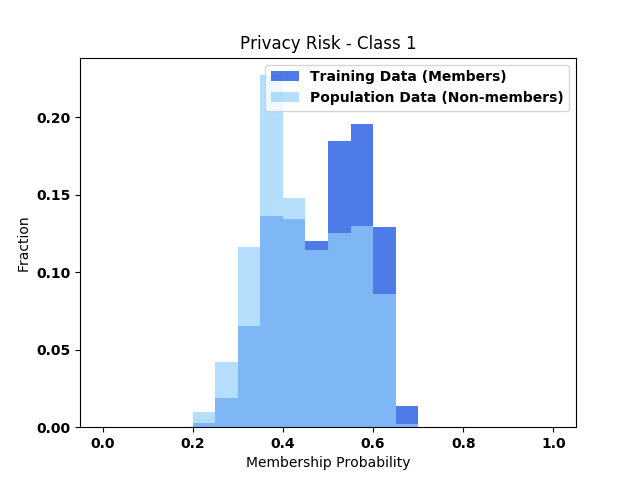 Privacy Risk - Class 1
Training Data (Members)
Population Data (Non-members)
0.20
0.15
0.10
0.05
0.00
Fraction
0.0 0.2 0.4 0.6 0.8 1.0
Membership Probability